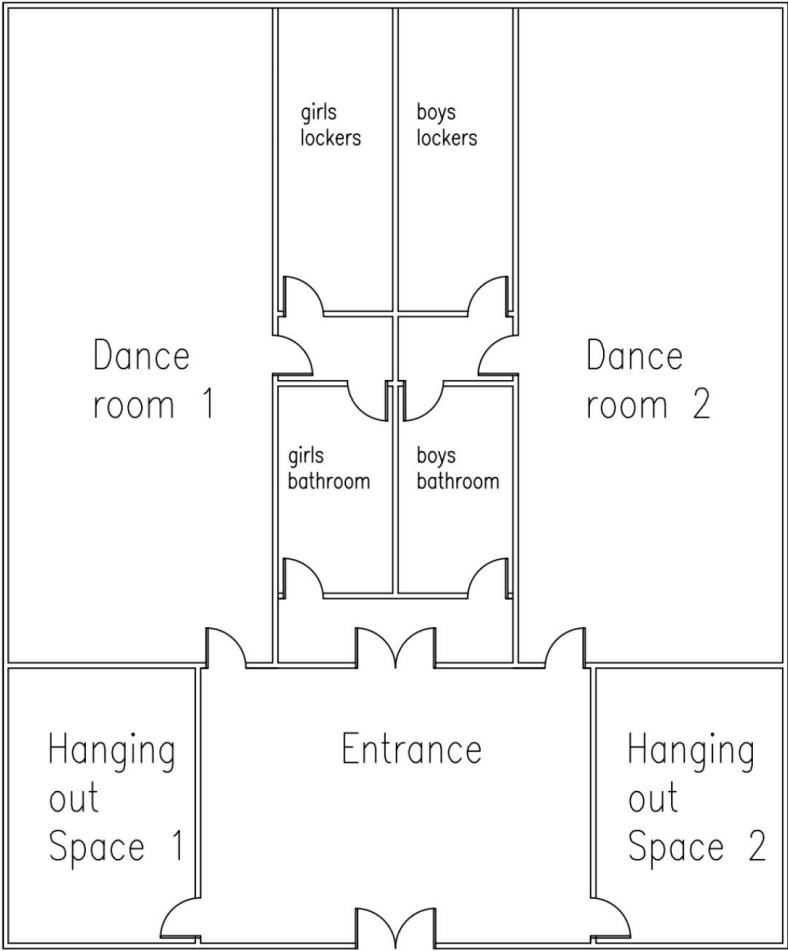 girls
lockers
boys
lockers
Dance
room 1
Dance
room 2
girls
bathroom
boys
bathroom
Hanging
out
Space 1
Entrance
Hanging
out
Space 2